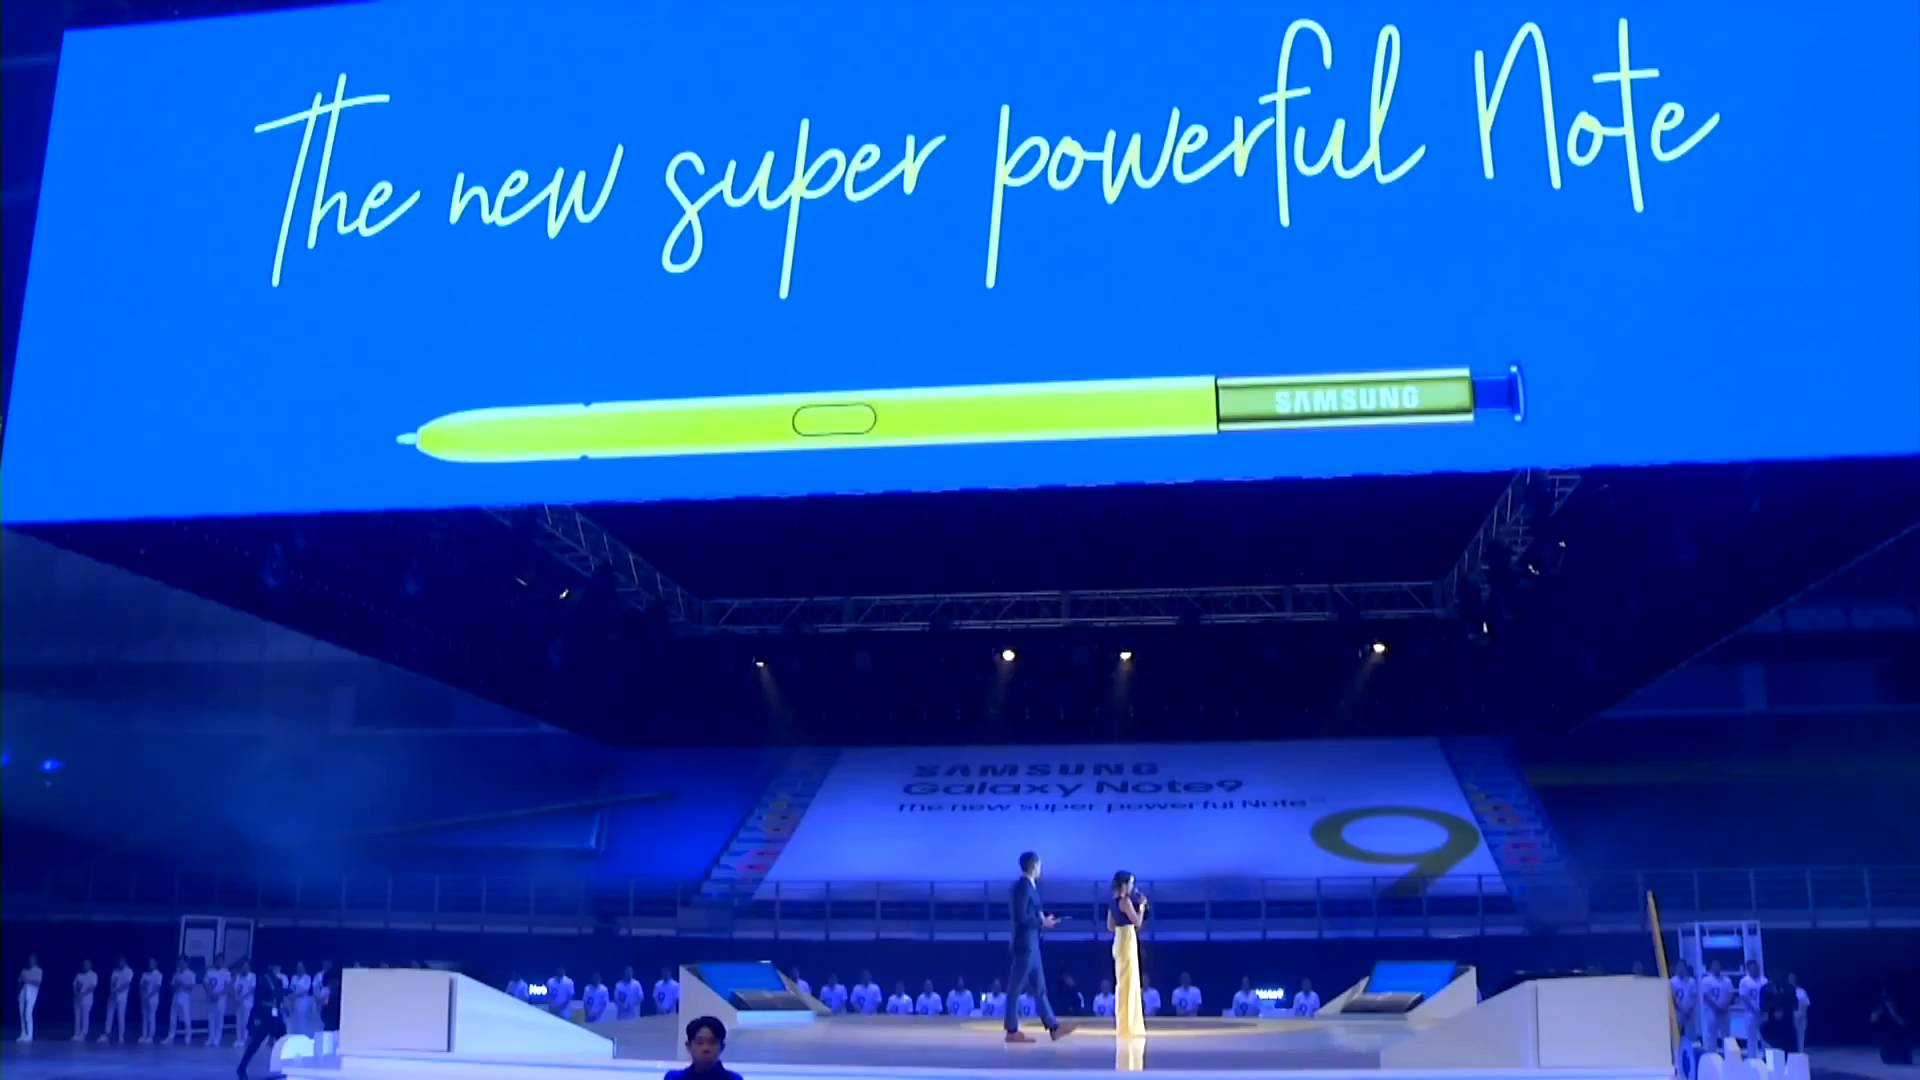 The new super powerful Note
SAMSUNG
SAMSUNG
Galaxy Note9
The new super powerful Note
9